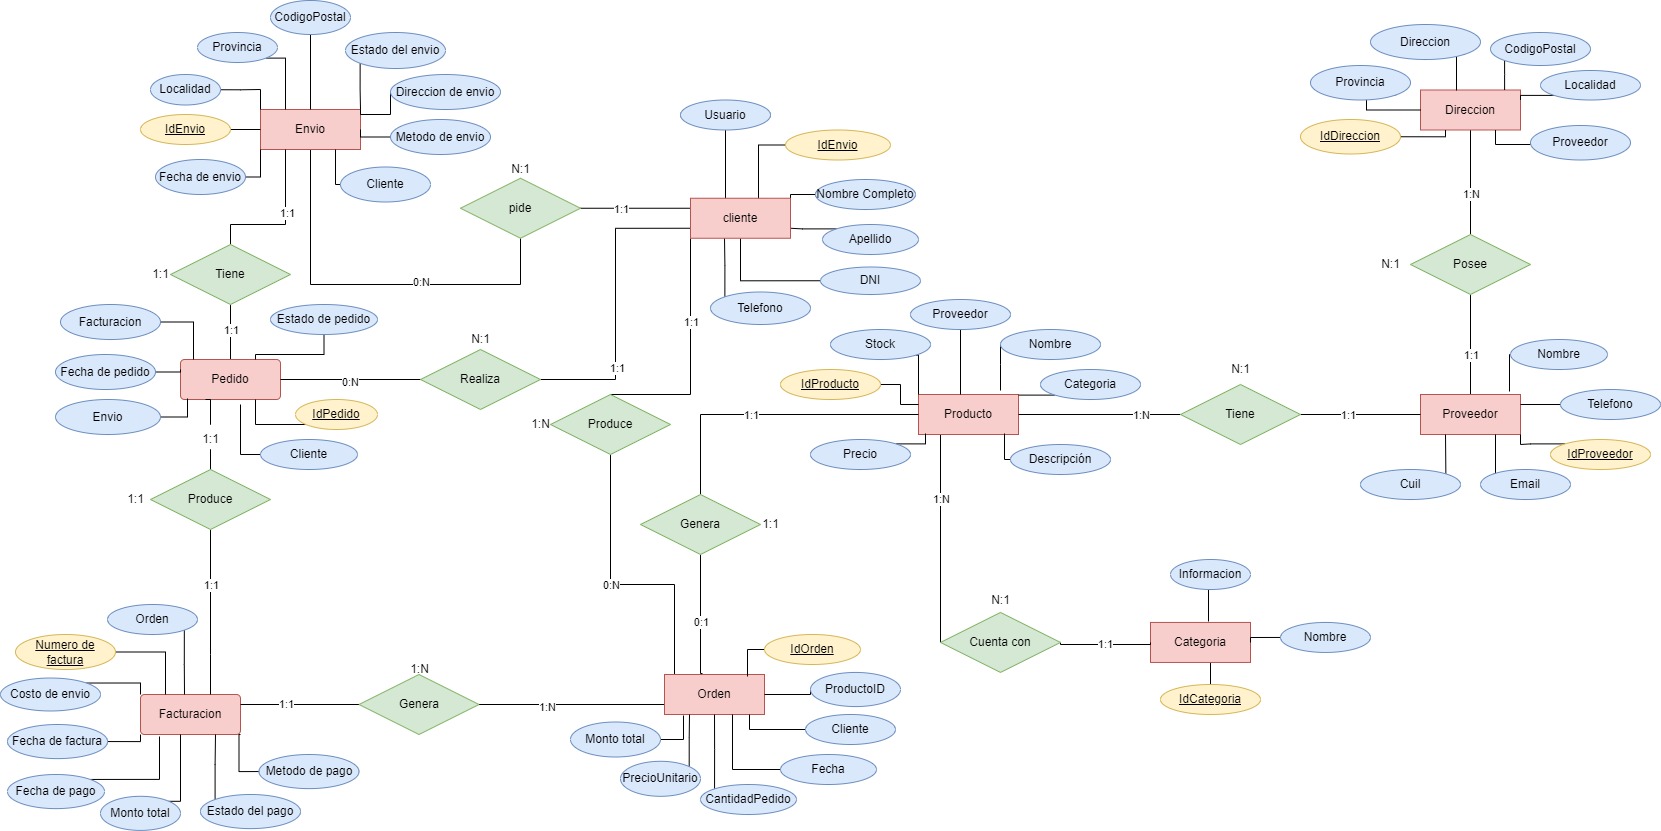 CodigoPostal
Provincia
Estado del envio
Localidad
Direccion de envio
IdEnvio
Envio
Metodo de envio
Fecha de envio
Cliente
1:1
N:1
pide
1:1
0:N
1:1
Tiene
1:1
Usuario
IdEnvio
Nombre Completo
cliente
Apellido
DNI
Telefono
1:1
Direccion
CodigoPostal
Provincia
Localidad
Direccion
IdDireccion
Proveedor
1:N
N:1
Posee
1:1
Facturacion
Estado de pedido
Fecha de pedido
Pedido
Envio
IdPedido
Cliente
0:N
N:1
Realiza
1:1
1:N
Produce
0:N
1:1
1:1
Produce
1:1
Proveedor
Stock
Nombre
IdProducto
Categoria
Producto
Precio
Descripción
1:1
1:N
N:1
Tiene
1:1
Nombre
Telefono
Proveedor
IdProveedor
Cuil
Email
1:N
Genera
1:1
0:1
N:1
Cuenta con
1:1
Informacion
Categoria
Nombre
IdCategoria
Orden
Numero de
factura
Costo de envio
Facturacion
Fecha de factura
Metodo de pago
Fecha de pago
Monto total
Estado del pago
1:1
1:N
Genera
1:N
IdOrden
Orden
ProductoID
Cliente
Monto total
Fecha
PrecioUnitario
CantidadPedido